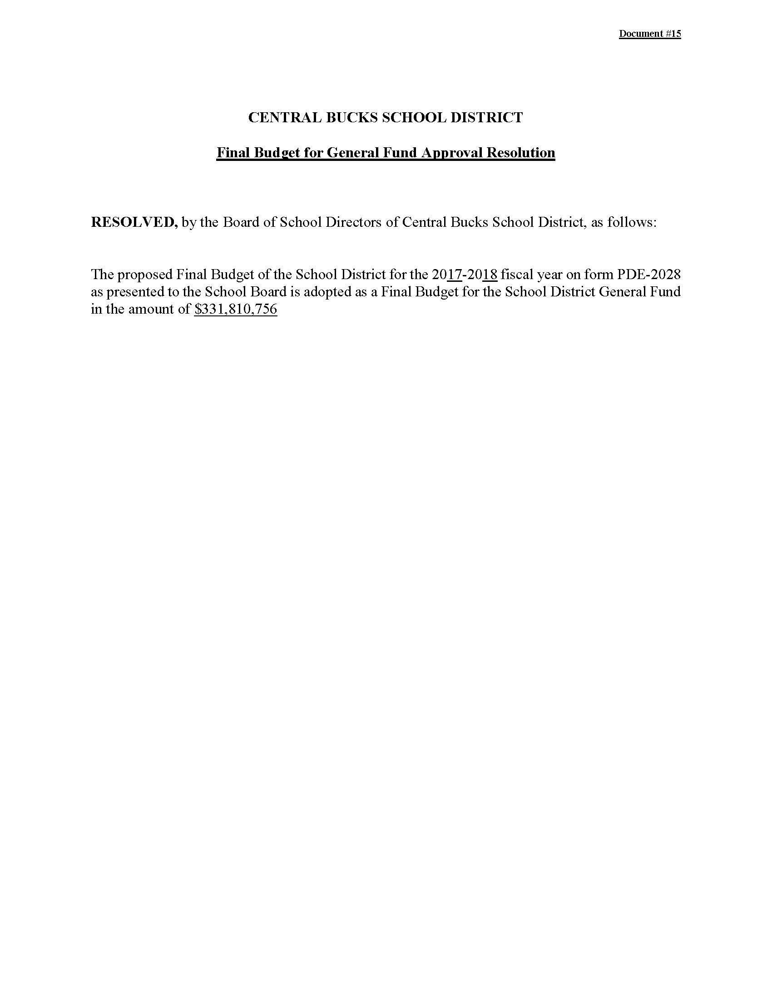 Document #15
CENTRAL BUCKS SCHOOL DISTRICT
Final Budget for General Fund Approval Resolution
RESOLVED, by the Board of School Directors of Central Bucks School District, as follows:
The proposed Final Budget of the School District for the 2017-2018 fiscal year on form PDE-2028
as presented to the School Board is adopted as a Final Budget for the School District General Fund
in the amount of $331,810,756